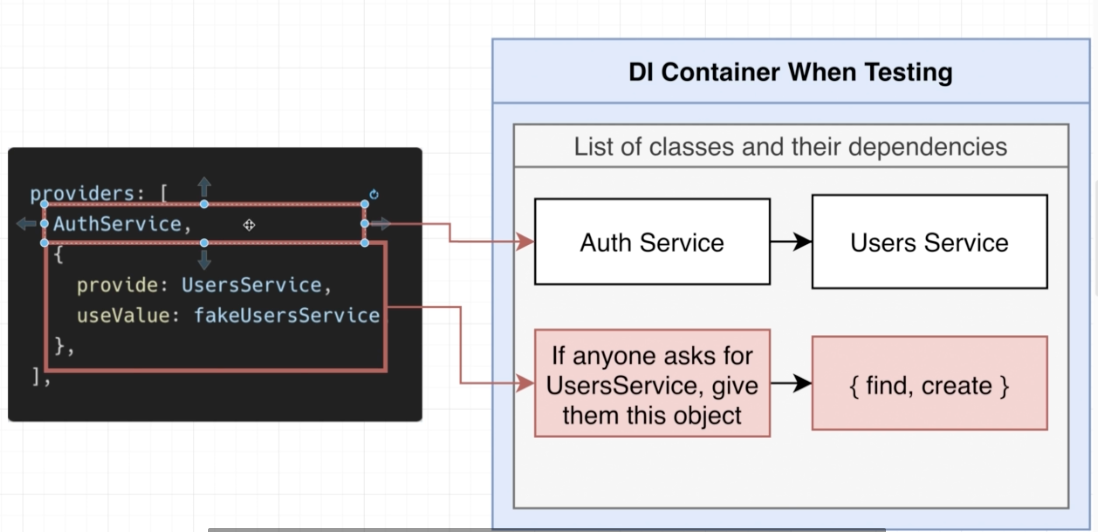 DI Container When Testing
List of classes and their dependencies
providers: [
AuthService,
{
provide: UsersService,
useValue: fakeUsersService
},
],
Auth Service
Users Service
If anyone asks for
UsersService, give
them this object
{ find, create }